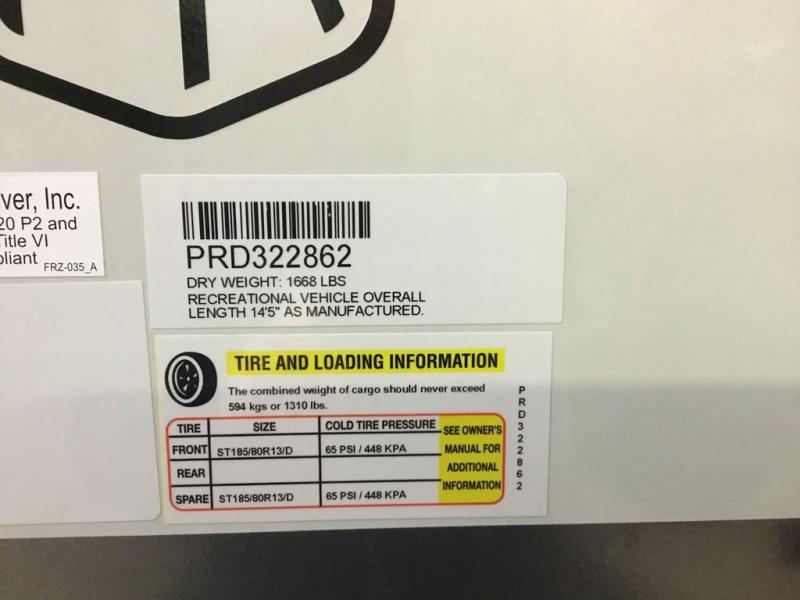 ver, Inc.
20 P2 and
Title VI
pliant
FRZ-035_A
PRD322862
DRY WEIGHT: 1668 LBS
RECREATIONAL VEHICLE OVERALL
LENGTH 14'5" AS MANUFACTURED.
TIRE AND LOADING INFORMATION
The combined weight of cargo should never exceed
594 kgs or 1310 lbs.
TIRE SIZE COLD TIRE PRESSURE
FRONT ST185/80R13/D 65 PSI / 448 KPA
REAR
SPARE ST185/80R13/D 65 PSI / 448 KPA
SEE OWNER'S
MANUAL FOR
ADDITIONAL
INFORMATION
PRD322862